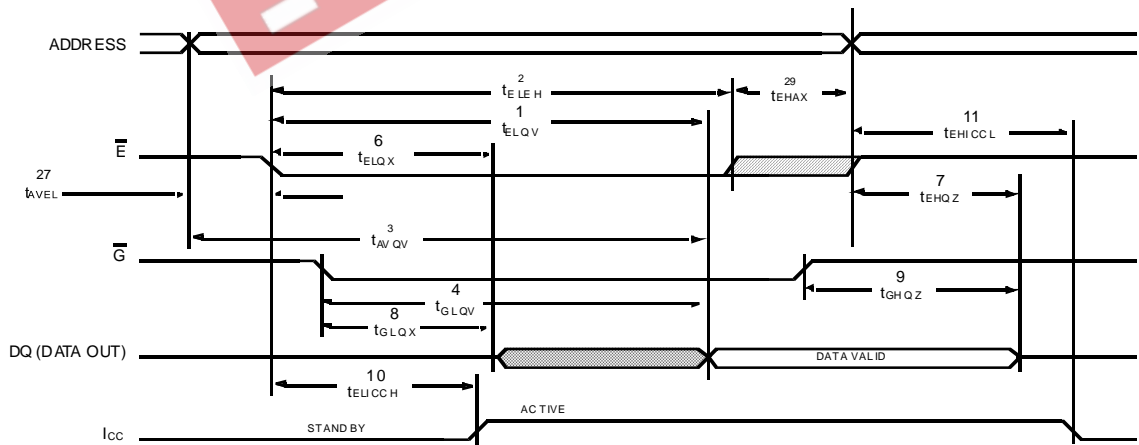 ADDRESS
2
tELEH
29
tEHAX
1
tELQV
11
tEHICCL
E
6
tELQX
27
tAVEL
7
tEHQZ
3
tAVQV
G
9
tGHQZ
4
tGLQV
8
tGLQX
DQ (DATA OUT)
DATA VALID
10
tELICCH
ACTIVE
ICC
STANDBY